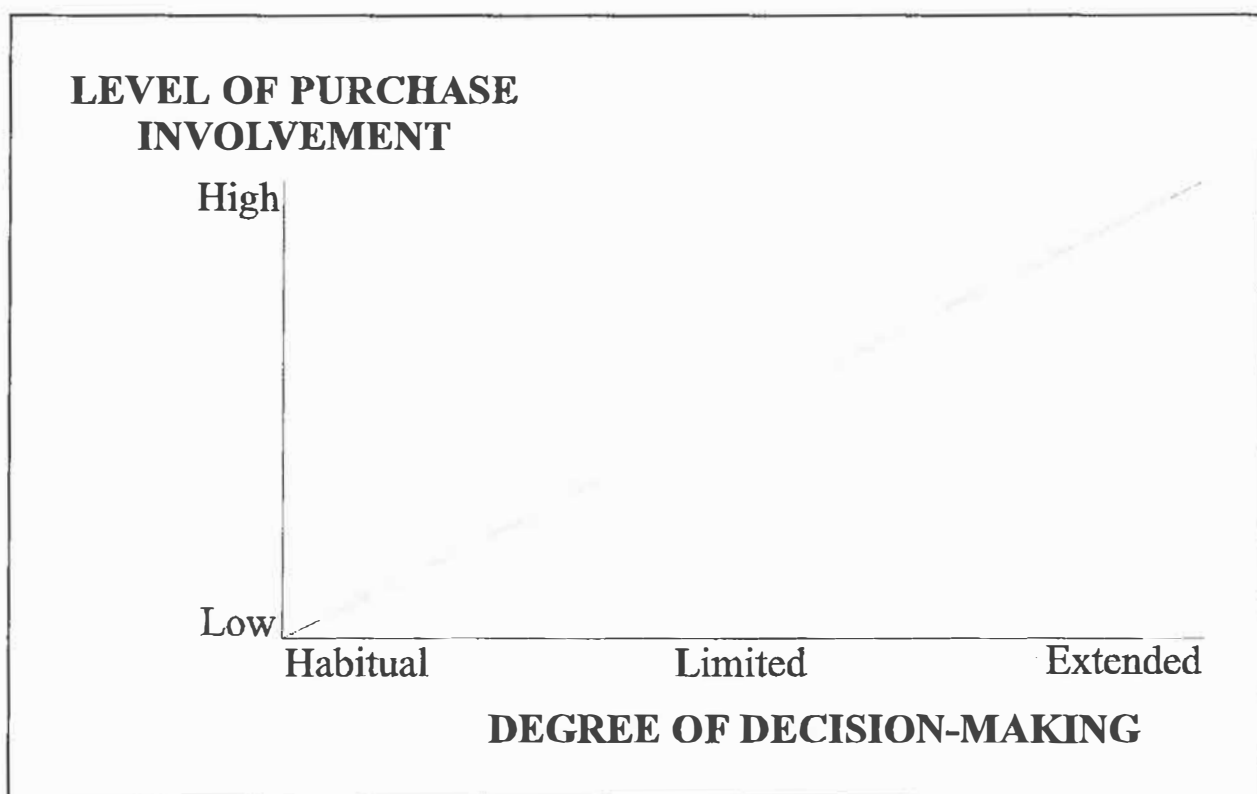 LEVEL OF PURCHASE
INVOLVEMENT
High
Low
Habitual Limited Extended
DEGREE OF DECISION-MAKING